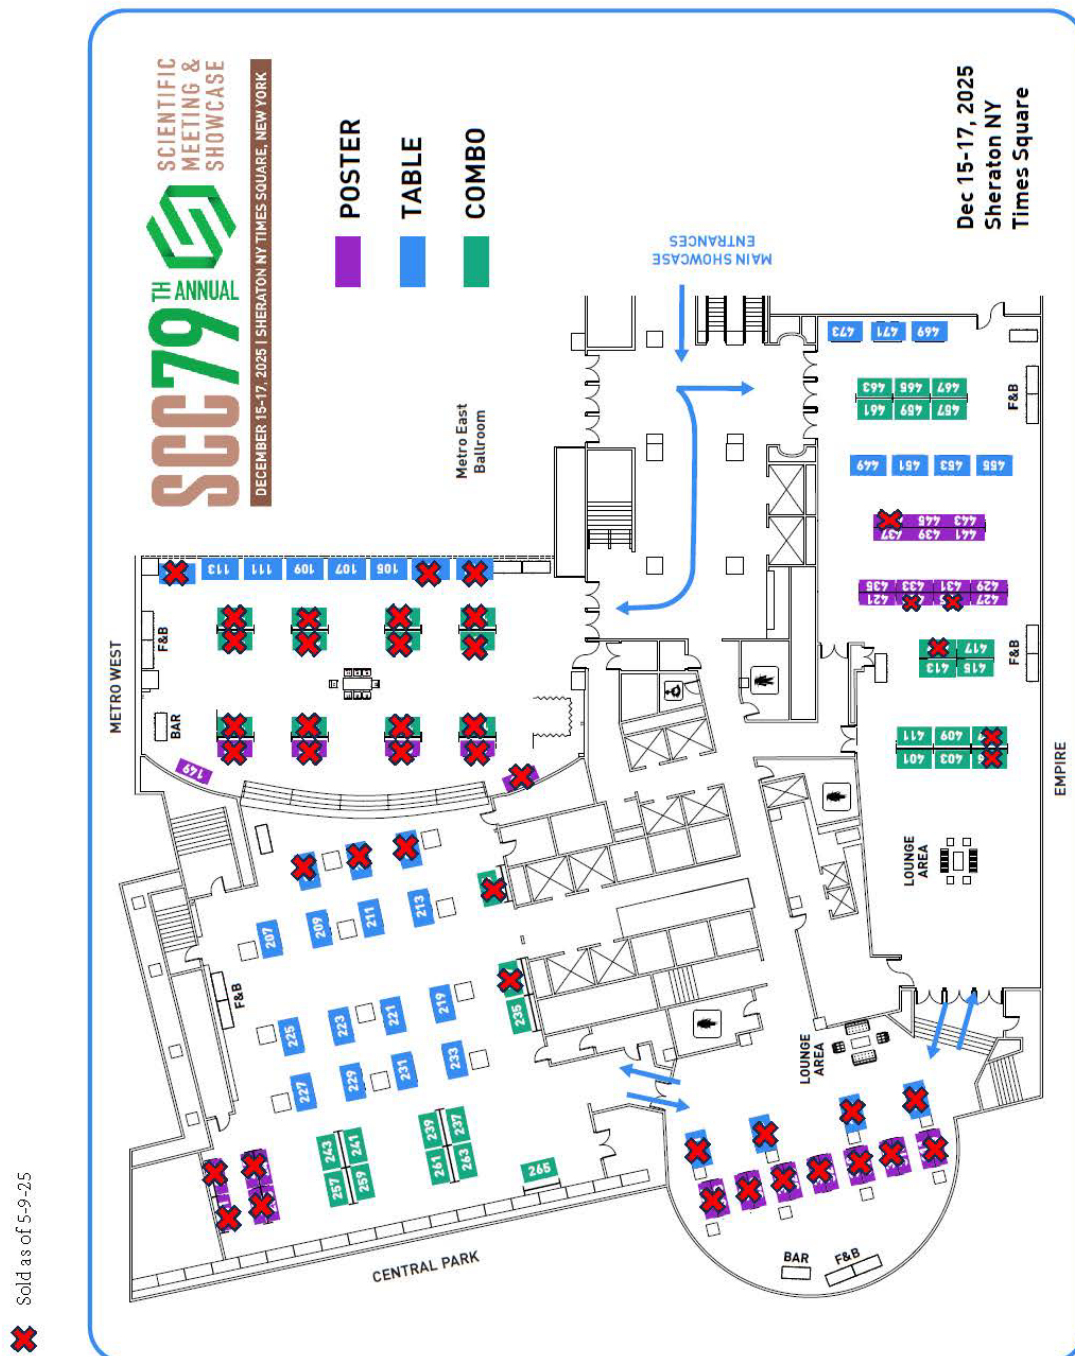 SCC79TH ANNUAL
SCIENTIFIC
MEETING &
SHOWCASE
DECEMBER 15-17, 2025 | SHERATON NY TIMES SQUARE, NEW YORK
POSTER
TABLE
COMBO
Dec 15-17, 2025
Sheraton NY
Times Square
MAIN SHOWCASE
ENTRANCES
Metro East
Ballroom
METRO WEST
F&B
BAR
113
111
109
107
105
149
207
209
211
213
F&B
225
223
221
219
227
229
231
233
235
243
241
257
259
239
237
261
263
265
CENTRAL PARK
BAR
F&B
LOUNGE
AREA
LOUNGE
AREA
EMPIRE
473
471
469
463
465
467
461
459
457
F&B
449
451
453
455
445
443
437
439
441
435
433
431
429
421
427
417
413
415
F&B
411
409
401
403
Sold as of 5-9-25